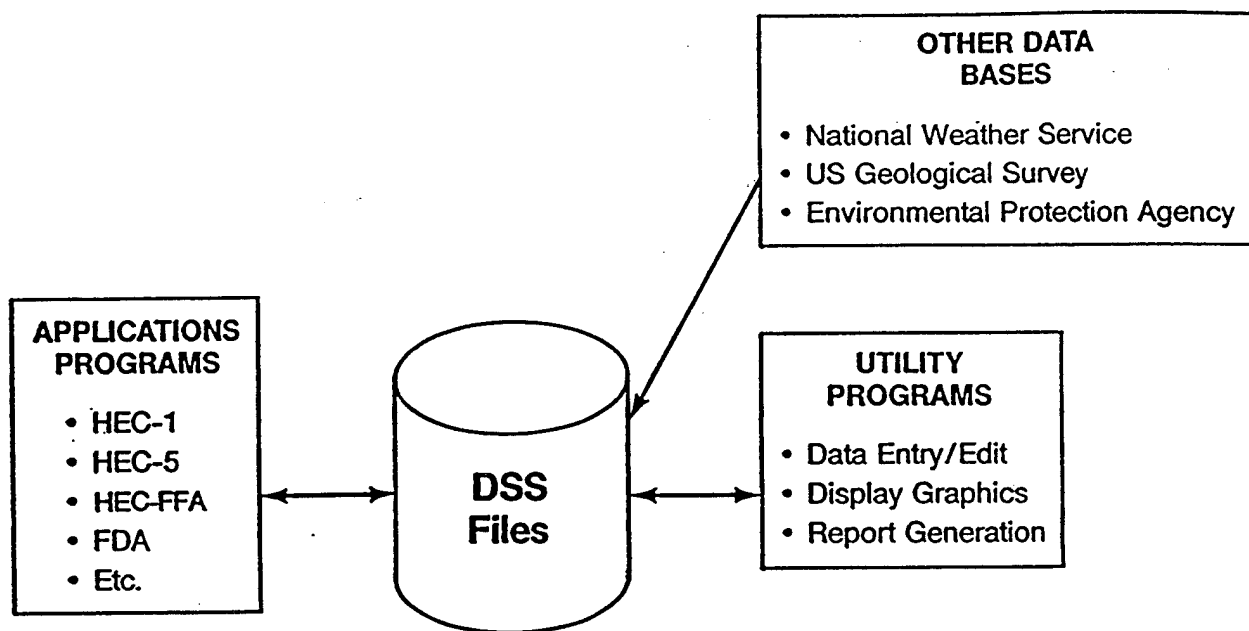 OTHER DATA
BASES
• National Weather Service
• US Geological Survey
• Environmental Protection Agency
APPLICATIONS
PROGRAMS
• HEC-1
• HEC-5
• HEC-FFA
• FDA
• Etc.
DSS
Files
UTILITY
PROGRAMS
• Data Entry/Edit
• Display Graphics
• Report Generation